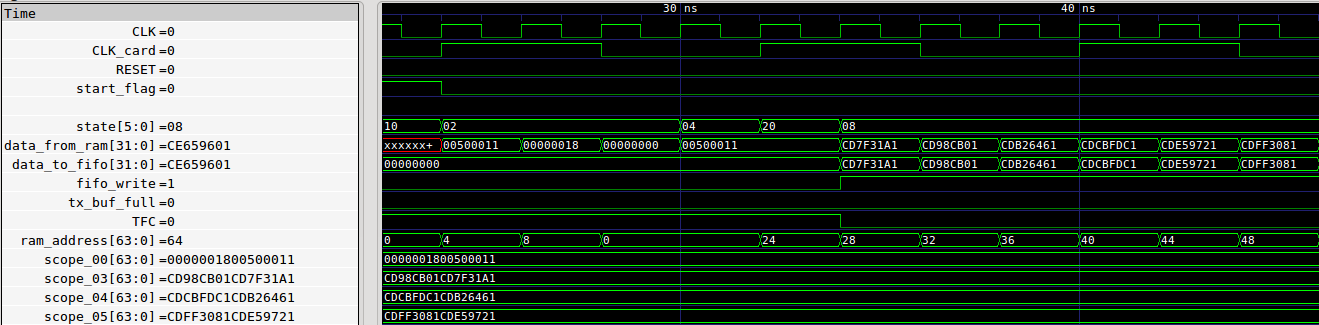 30 ns 40 ns
Time
CLK=0
CLK_card=0
RESET=0
start_flag=0
state[5:0]=08 10 02 04 20 08
data_from_ram[31:0]=CE659601 xxxxxx+ 00500011 00000018 00000000 00500011 CD7F31A1 CD98CB01 CDB26461 CDCBFDC1 CDE59721 CDFF3081
data_to_fifo[31:0]=CE659601 00000000 CD7F31A1 CD98CB01 CDB26461 CDCBFDC1 CDE59721 CDFF3081
fifo_write=1
tx_buf_full=0
TFC=0
ram_address[63:0]=64 0 4 8 0 24 28 32 36 40 44 48
scope_00[63:0]=0000001800500011 0000001800500011
scope_03[63:0]=CD98CB01CD7F31A1 CD98CB01CD7F31A1
scope_04[63:0]=CDCBFDC1CDB26461 CDCBFDC1CDB26461
scope_05[63:0]=CDFF3081CDE59721 CDFF3081CDE59721